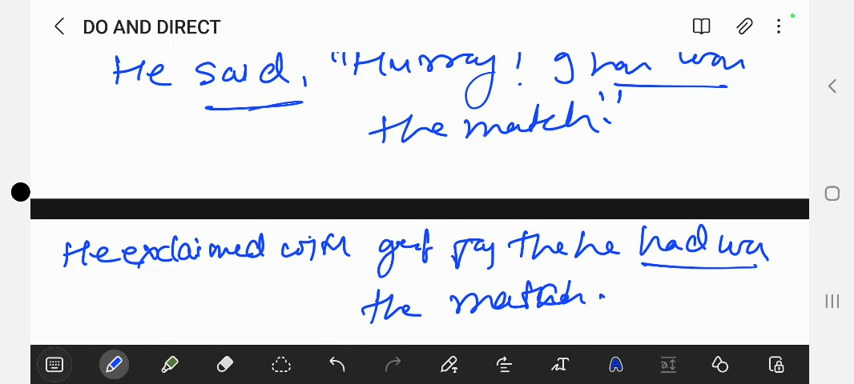 DO AND DIRECT
He said, "Hurray! I have won
the match."
He exclaimed with great joy the he had won
the match.